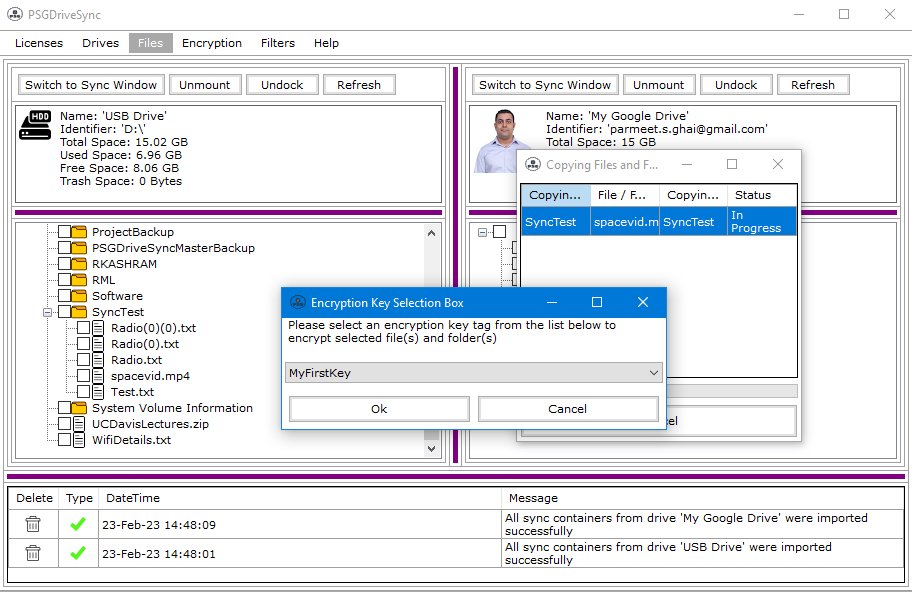 PSGDriveSync
Licenses Drives Files Encryption Filters Help
Switch to Sync Window Unmount Undock Refresh
Name: 'USB Drive'
Identifier: 'D:\'
Total Space: 15.02 GB
Used Space: 6.96 GB
Free Space: 8.06 GB
Trash Space: 0 Bytes
HDD
Switch to Sync Window Unmount Undock Refresh
Name: 'My Google Drive'
Identifier: 'parmeet.s.ghai@gmail.com'
Total Space: 15 GB
ProjectBackup
PSGDriveSyncMasterBackup
RKASHRAM
RML
Software
SyncTest
Radio(0)(0).txt
Radio(0).txt
Radio.txt
spacevid.mp4
Test.txt
System Volume Information
UCDavisLectures.zip
WifiDetails.txt
Copying Files and F...
Copyin... File / F... Copyin... Status
SyncTest spacevid.m SyncTest In
Progress
Encryption Key Selection Box
Please select an encryption key tag from the list below to
encrypt selected file(s) and folder(s)
MyFirstKey
Ok Cancel
Delete Type DateTime Message
23-Feb-23 14:48:09 All sync containers from drive 'My Google Drive' were imported
successfully
23-Feb-23 14:48:01 All sync containers from drive 'USB Drive' were imported
successfully